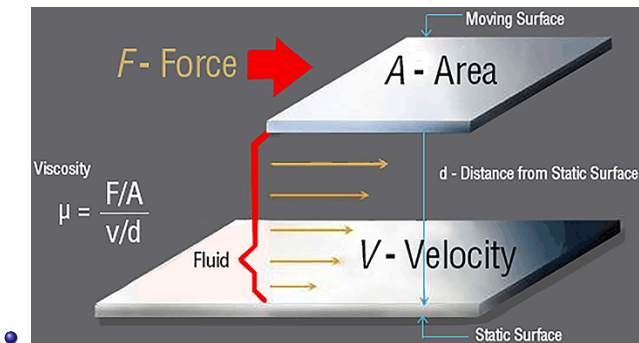 Moving Surface
F - Force
A - Area
Viscosity
d - Distance from Static Surface
μ = F/A
v/d
Fluid
V - Velocity
Static Surface